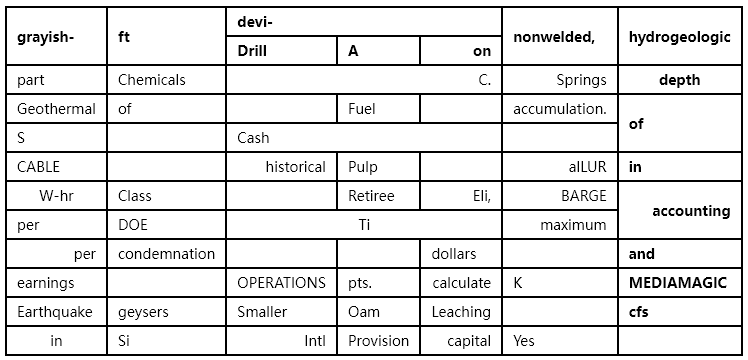 grayish- ft devi- nonwelded, hydrogeologic
Drill A on
part Chemicals C. Springs depth
Geothermal of Fuel accumulation. of
S Cash
CABLE historical Pulp alLUR in
W-hr Class Retiree Eli, BARGE accounting
per DOE Ti maximum
per condemnation dollars and
earnings OPERATIONS pts. calculate K MEDIAMAGIC
Earthquake geysers Smaller Oam Leaching cfs
in Si Intl Provision capital Yes